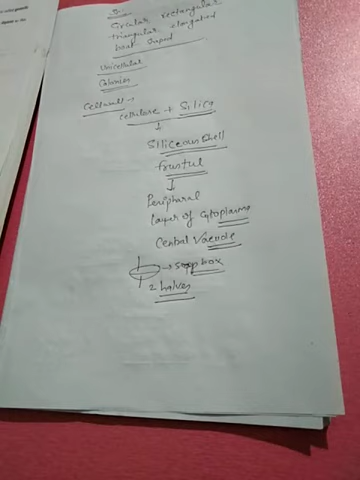 Circular rectangular
triangular elongated
boat shaped
Unicellular
Colonies
Cellwall →
cellulose + Silica
↓
Siliceous shell
frustul
↓
Peripheral
layer of cytoplasm
Central Vacuole
→ soap box
2 halves